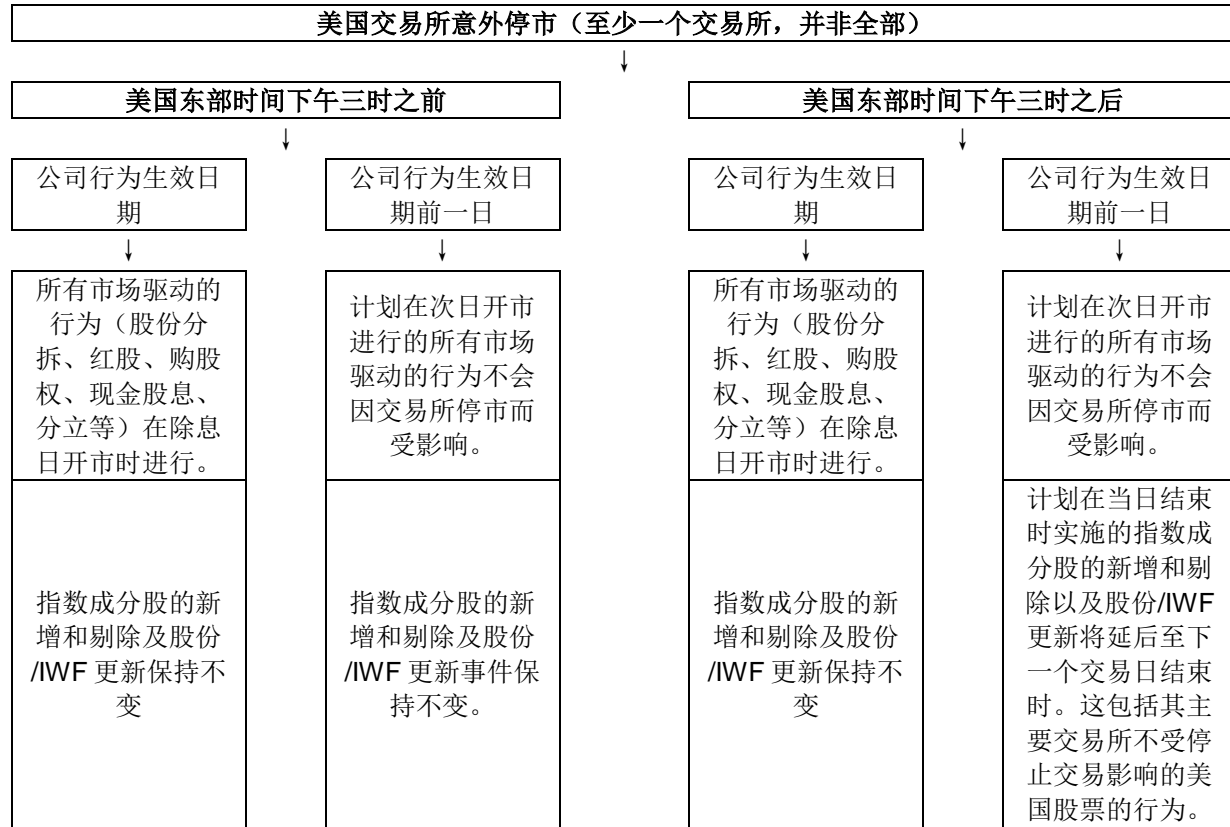 美国交易所意外停市（至少一个交易所，并非全部）
↓
美国东部时间下午三时之前
美国东部时间下午三时之后
↓
↓
公司行为生效日
期
公司行为生效日
期前一日
公司行为生效日
期
公司行为生效日
期前一日
↓
↓
↓
↓
所有市场驱动的
行为（股份分
拆、红股、购股
权、现金股息、
分立等）在除息
日开市时进行。
计划在次日开市
进行的所有市场
驱动的行为不会
因交易所停市而
受影响。
所有市场驱动的
行为（股份分
拆、红股、购股
权、现金股息、
分立等）在除息
日开市时进行。
计划在次日开市
进行的所有市场
驱动的行为不会
因交易所停市而
受影响。
指数成分股的新
增和剔除及股份
/IWF 更新保持不
变
指数成分股的新
增和剔除及股份
/IWF 更新事件保
持不变。
指数成分股的新
增和剔除及股份
/IWF 更新保持不
变
计划在当日结束
时实施的指数成
分股的新增和剔
除以及股份/IWF
更新将延后至下
一个交易日结束
时。这包括其主
要交易所不受停
止交易影响的美
国股票的行为。